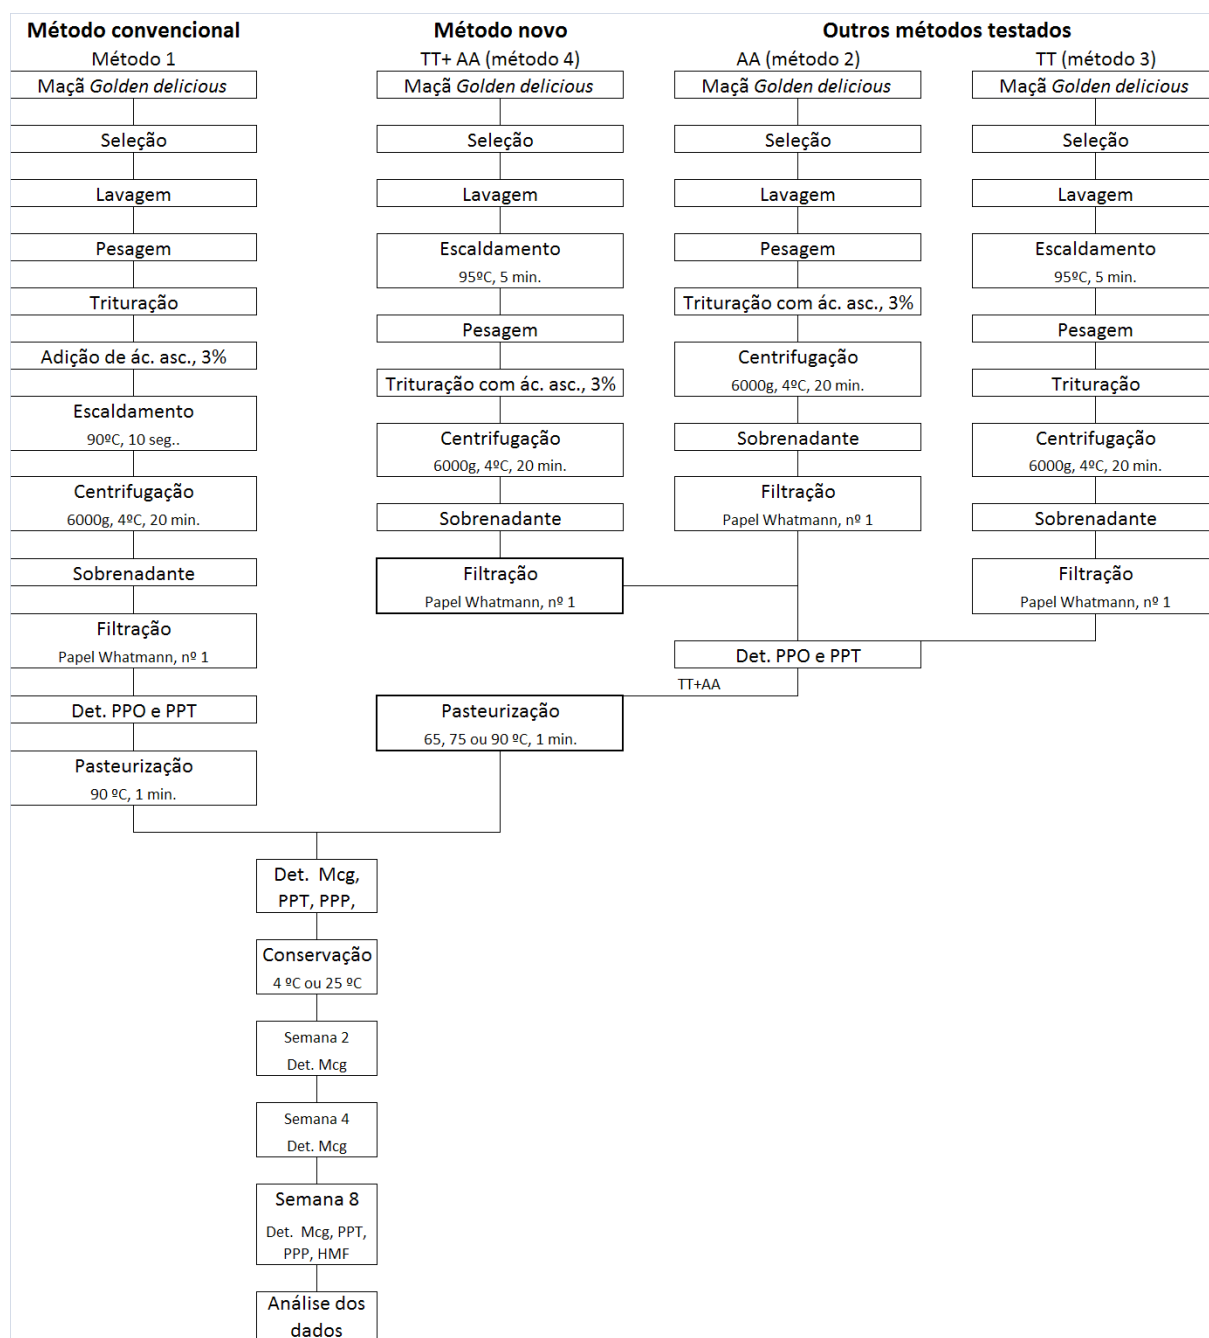 Método convencional
Método 1
Maçã Golden delicious
Seleção
Lavagem
Pesagem
Trituração
Adição de ác. asc., 3%
Escaldamento
90ºC, 10 seg..
Centrifugação
6000g, 4ºC, 20 min.
Sobrenadante
Filtração
Papel Whatmann, nº 1
Det. PPO e PPT
Pasteurização
90 ºC, 1 min.
Método novo
TT+ AA (método 4)
Maçã Golden delicious
Seleção
Lavagem
Escaldamento
95ºC, 5 min.
Pesagem
Trituração com ác. asc., 3%
Centrifugação
6000g, 4ºC, 20 min.
Sobrenadante
Filtração
Papel Whatmann, nº 1
Outros métodos testados
AA (método 2)
Maçã Golden delicious
Seleção
Lavagem
Pesagem
Trituração com ác. asc., 3%
Centrifugação
6000g, 4ºC, 20 min.
Sobrenadante
Filtração
Papel Whatmann, nº 1
TT (método 3)
Maçã Golden delicious
Seleção
Lavagem
Escaldamento
95ºC, 5 min.
Pesagem
Trituração
Centrifugação
6000g, 4ºC, 20 min.
Sobrenadante
Filtração
Papel Whatmann, nº 1
Det. PPO e PPT
TT+AA
Pasteurização
65, 75 ou 90 ºC, 1 min.
Det. Mcg,
PPT, PPP,
Conservação
4 ºC ou 25 ºC
Semana 2
Det. Mcg
Semana 4
Det. Mcg
Semana 8
Det. Mcg, PPT,
PPP, HMF
Análise dos
dados